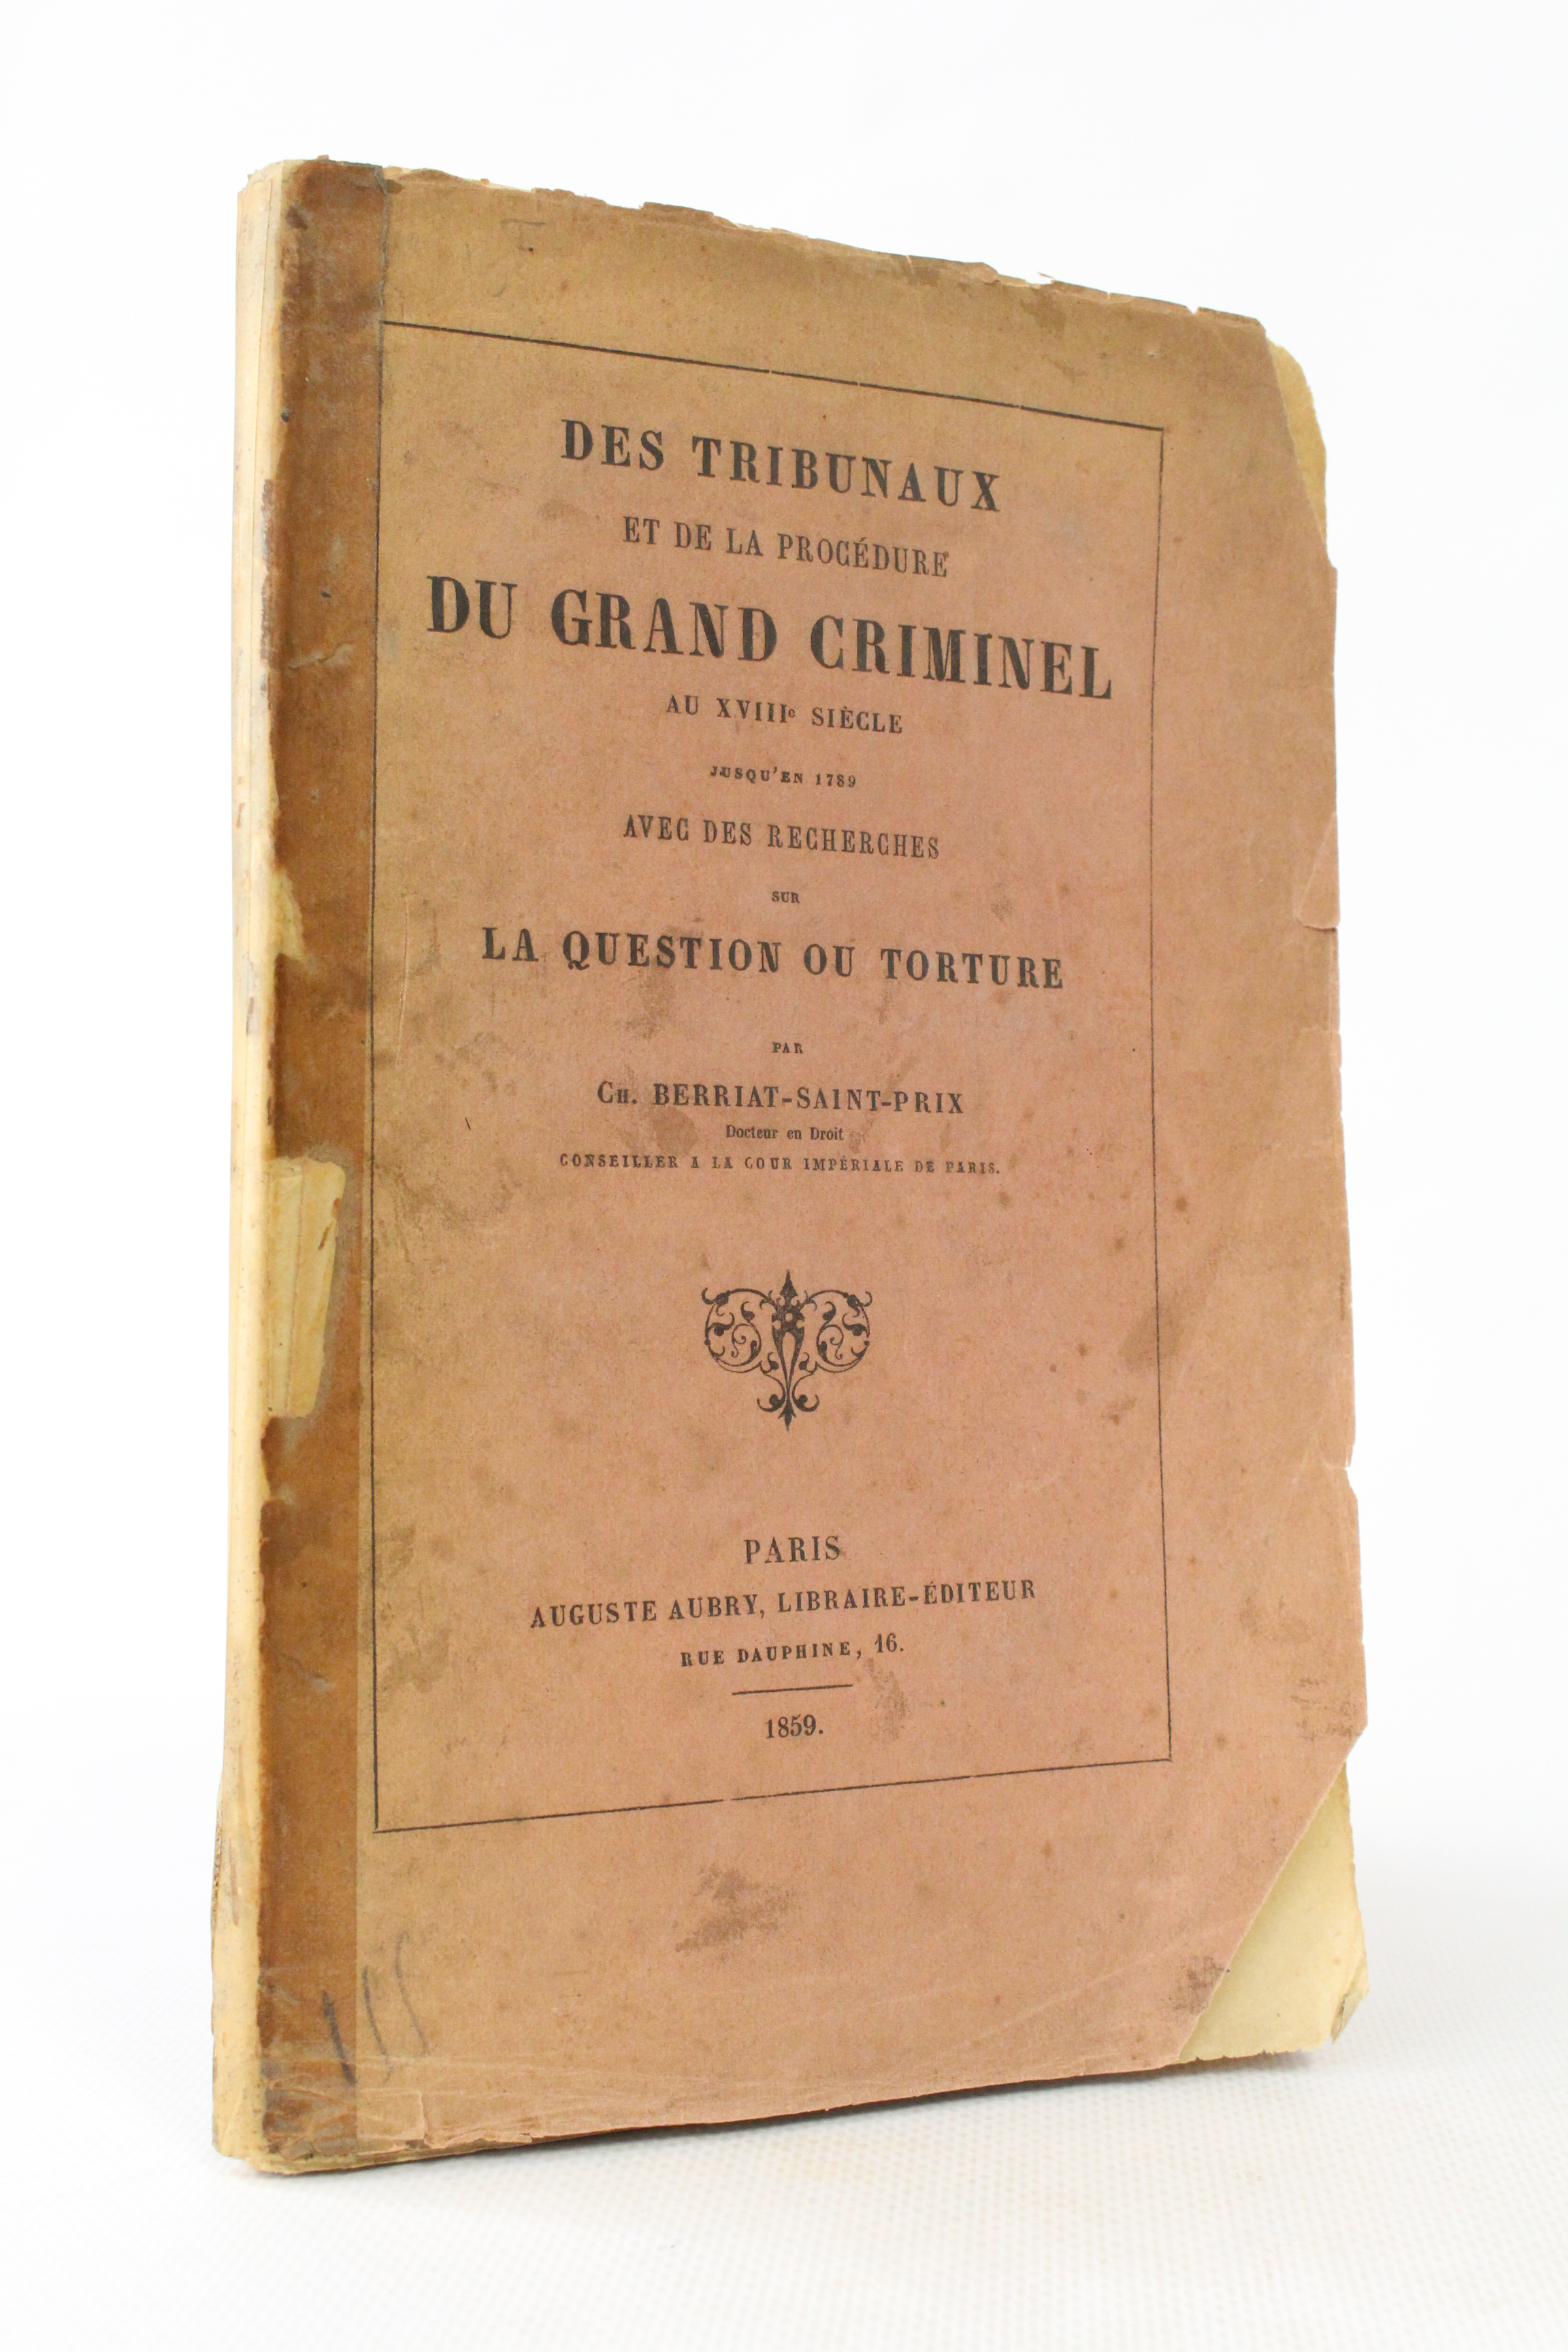 DES TRIBUNAUX
ET DE LA PROCÉDURE
DU GRAND CRIMINEL
AU XVIIIe SIÈCLE
JUSQU'EN 1789
AVEC DES RECHERCHES
SUR
LA QUESTION OU TORTURE
PAR
CH. BERRIAT-SAINT-PRIX
Docteur en Droit
CONSEILLER A LA COUR IMPÉRIALE DE PARIS.
PARIS
AUGUSTE AUBRY, LIBRAIRE-ÉDITEUR
RUE DAUPHINE, 16.
1859.